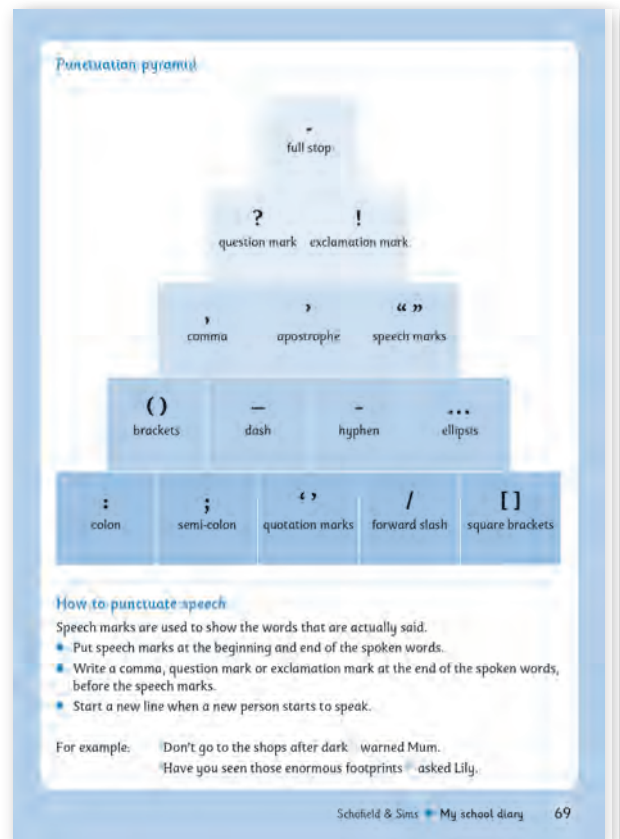 Punctuation pyramid
.
full stop
? !
question mark exclamation mark
, ’ “ ”
comma apostrophe speech marks
( ) – - ...
brackets dash hyphen ellipsis
: ; ‘ ’ / [ ]
colon semi-colon quotation marks forward slash square brackets
How to punctuate speech
Speech marks are used to show the words that are actually said.
• Put speech marks at the beginning and end of the spoken words.
• Write a comma, question mark or exclamation mark at the end of the spoken words,
before the speech marks.
• Start a new line when a new person starts to speak.
For example: Don't go to the shops after dark warned Mum.
Have you seen those enormous footprints asked Lily.
Schofield & Sims • My school diary 69